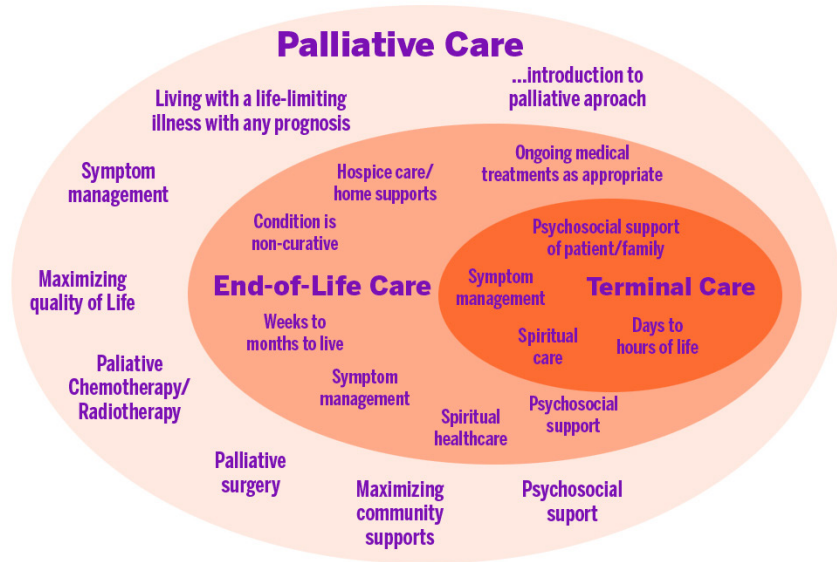 Palliative Care
...introduction to
palliative aproach
Living with a life-limiting
illness with any prognosis
Symptom
management
Maximizing
quality of Life
Paliative
Chemotherapy/
Radiotherapy
Palliative
surgery
Maximizing
community
supports
Psychosocial
suport
Hospice care/
home supports
Ongoing medical
treatments as appropriate
Condition is
non-curative
End-of-Life Care
Weeks to
months to live
Symptom
management
Spiritual
healthcare
Psychosocial
support
Psychosocial support
of patient/family
Symptom
management
Terminal Care
Spiritual
care
Days to
hours of life